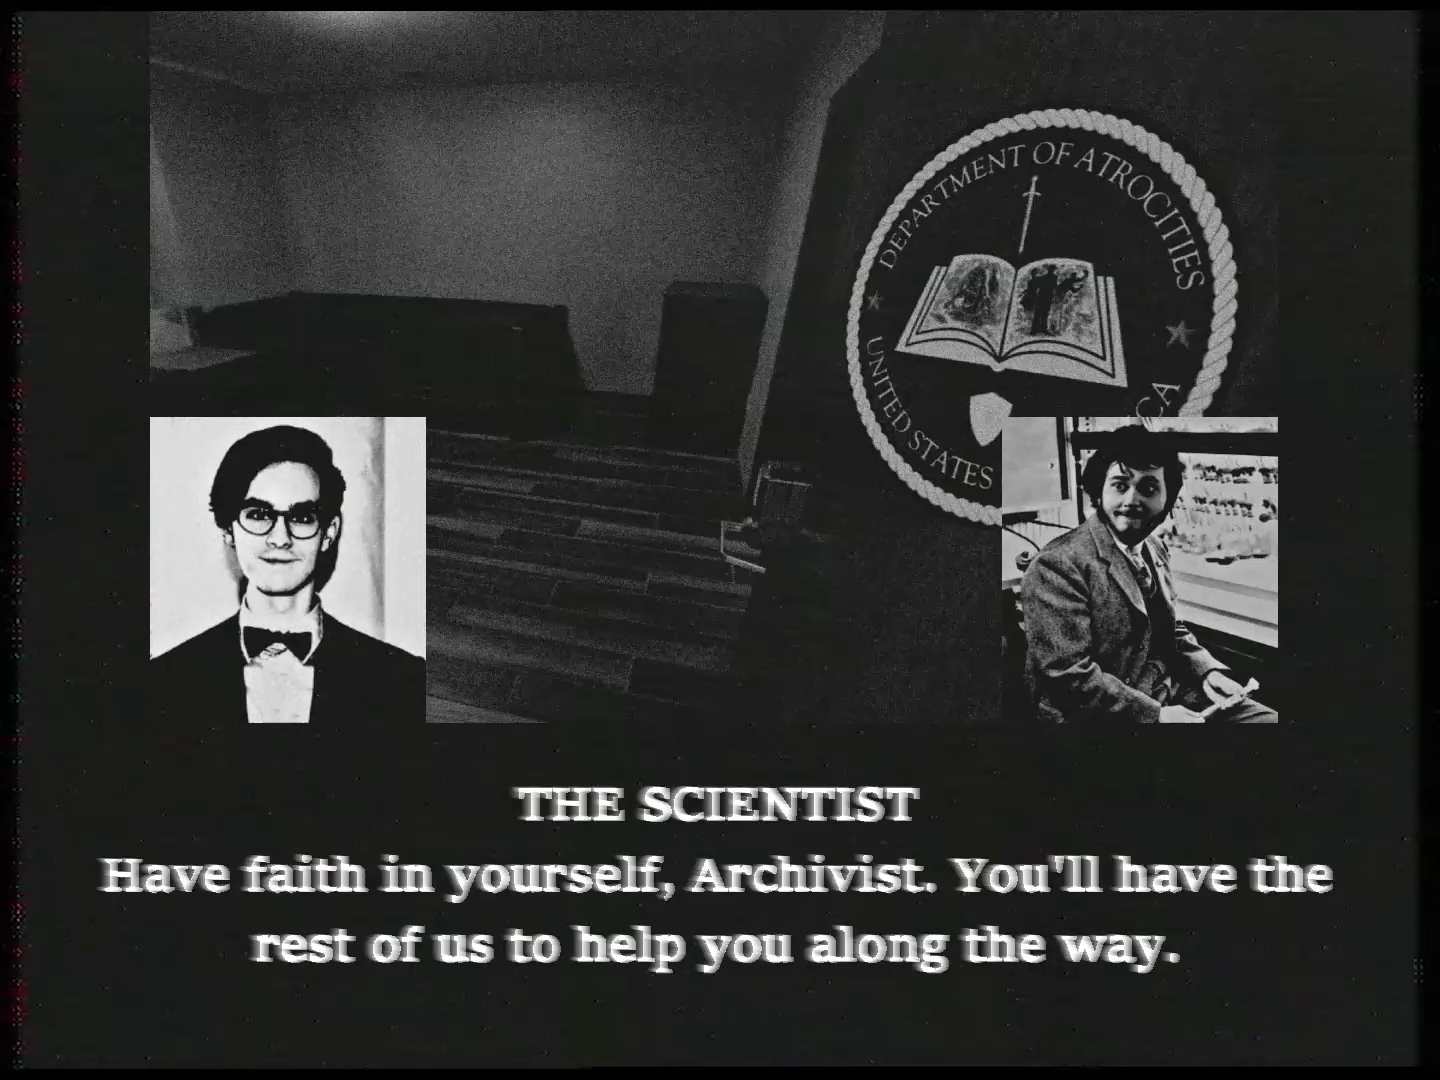 DEPARTMENT OF ATROCITIES
UNITED STATES
CA
THE SCIENTIST
Have faith in yourself, Archivist. You'll have the
rest of us to help you along the way.